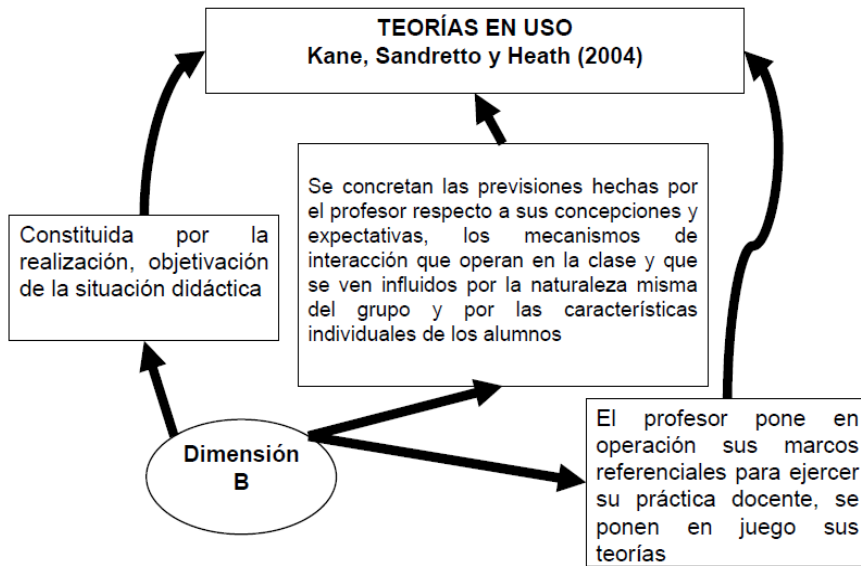 TEORÍAS EN USO
Kane, Sandretto y Heath (2004)
Se concretan las previsiones hechas por
el profesor respecto a sus concepciones y
expectativas, los mecanismos de
interacción que operan en la clase y que
se ven influidos por la naturaleza misma
del grupo y por las características
individuales de los alumnos
Constituida por la
realización, objetivación
de la situación didáctica
El profesor pone en
operación sus marcos
referenciales para ejercer
su práctica docente, se
ponen en juego sus
teorías
Dimensión
B